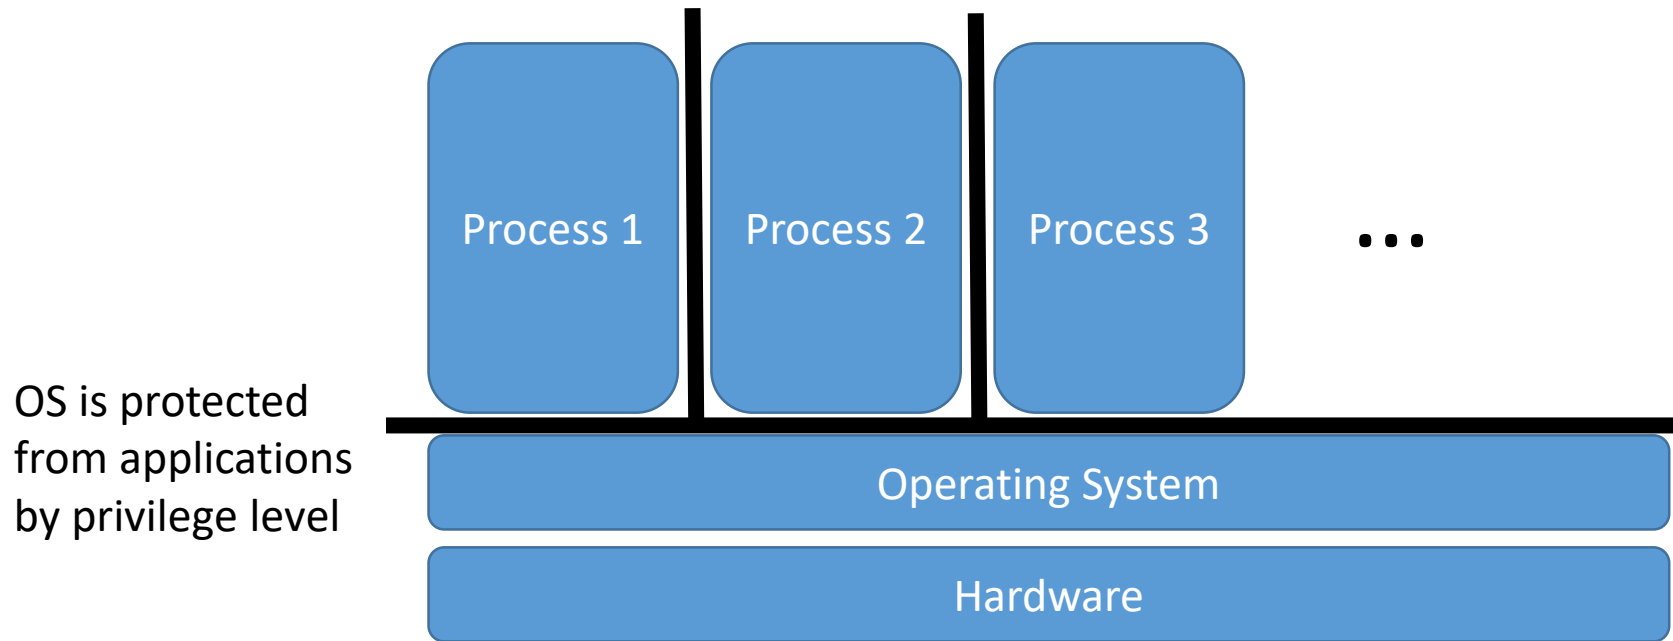 Process 1
Process 2
Process 3
...
OS is protected
from applications
by privilege level
Operating System
Hardware